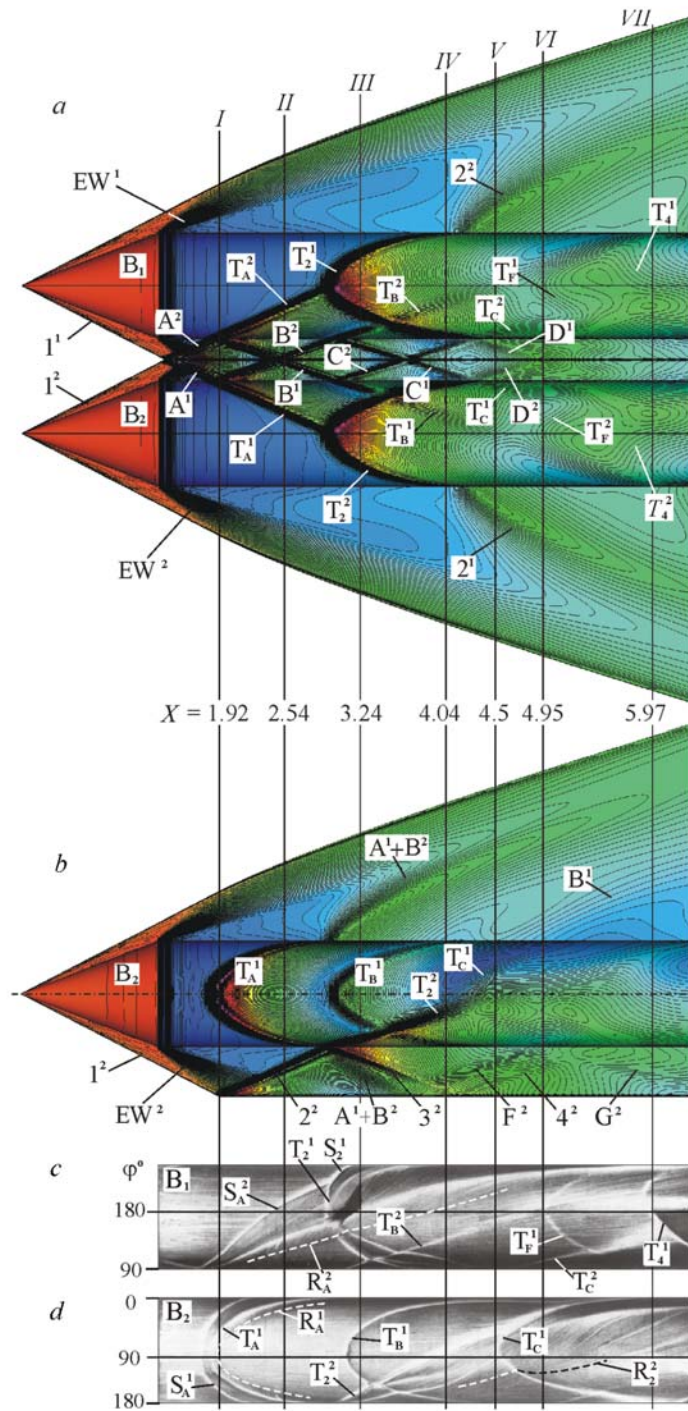 VII
VI
V
IV
III
II
I
a
EW¹
2²
T₄¹
B₁
T₂¹
T_A²
T_F¹
T_B²
T_C²
A²
B²
D¹
1¹
C²
1²
B¹
C¹
A¹
D²
B₂
T_C¹
T_B¹
T_F²
T_A¹
T₂²
T₄²
EW²
2¹
X = 1.92 2.54 3.24 4.04 4.5 4.95 5.97
b
A¹+B²
B¹
B₂
T_A¹
T_B¹
T_C¹
T₂²
1²
EW²
2²
A¹+B²
3²
F²
4²
G²
c
φ°
B₁
T₂¹
S₂¹
S_A²
180
T_B²
T_F¹
T₄¹
90
R_A²
T_C²
d
0
B₂
R_A¹
T_A¹
T_B¹
T_C¹
90
S_A¹
T₂²
R₂²
180